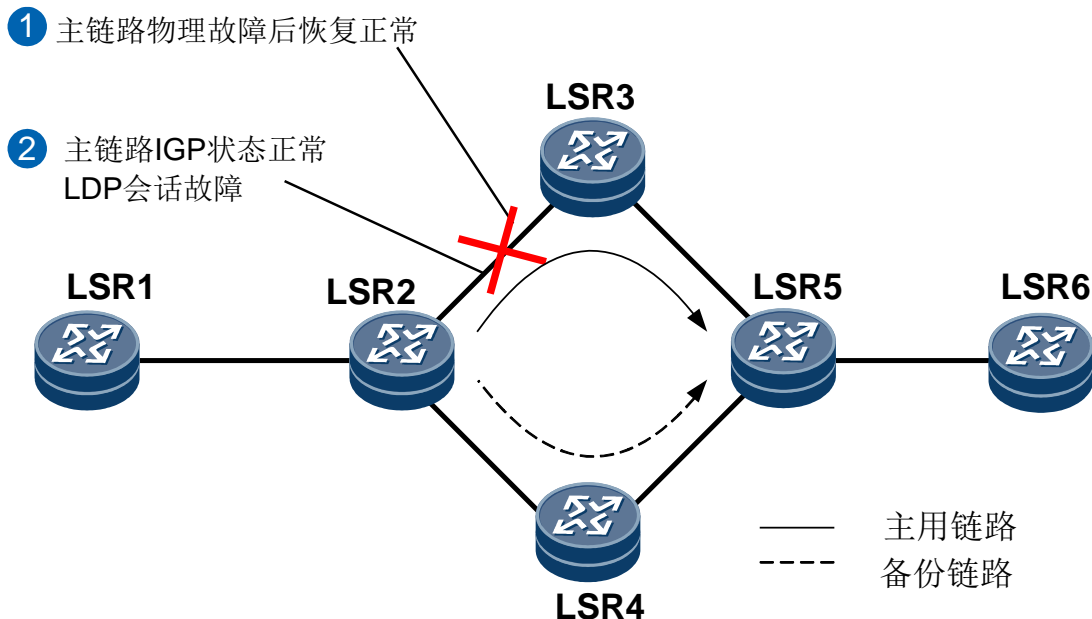 1 主链路物理故障后恢复正常
2 主链路IGP状态正常
LDP会话故障
LSR3
LSR1
LSR2
LSR5
LSR6
LSR4
主用链路
备份链路